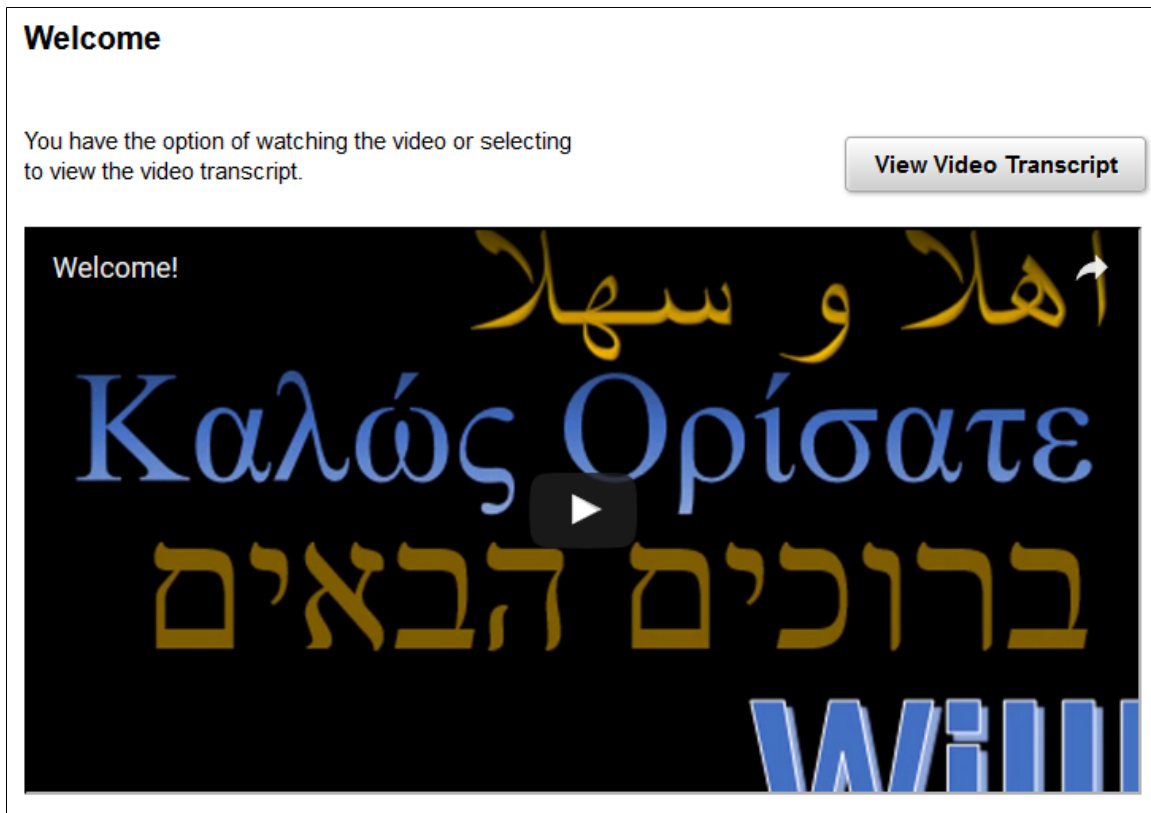 Welcome
You have the option of watching the video or selecting
to view the video transcript.
View Video Transcript
Welcome!
اهلا و سهلا
Καλώς Ορίσατε
ברוכים הבאים